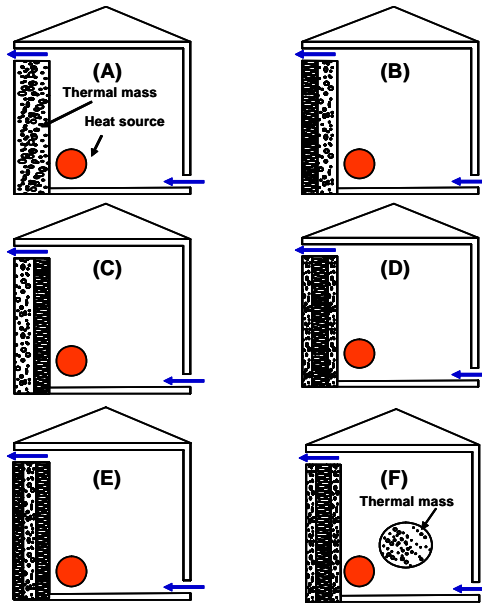 (A)
Thermal mass
Heat source
(B)
(C)
(D)
(E)
(F)
Thermal mass